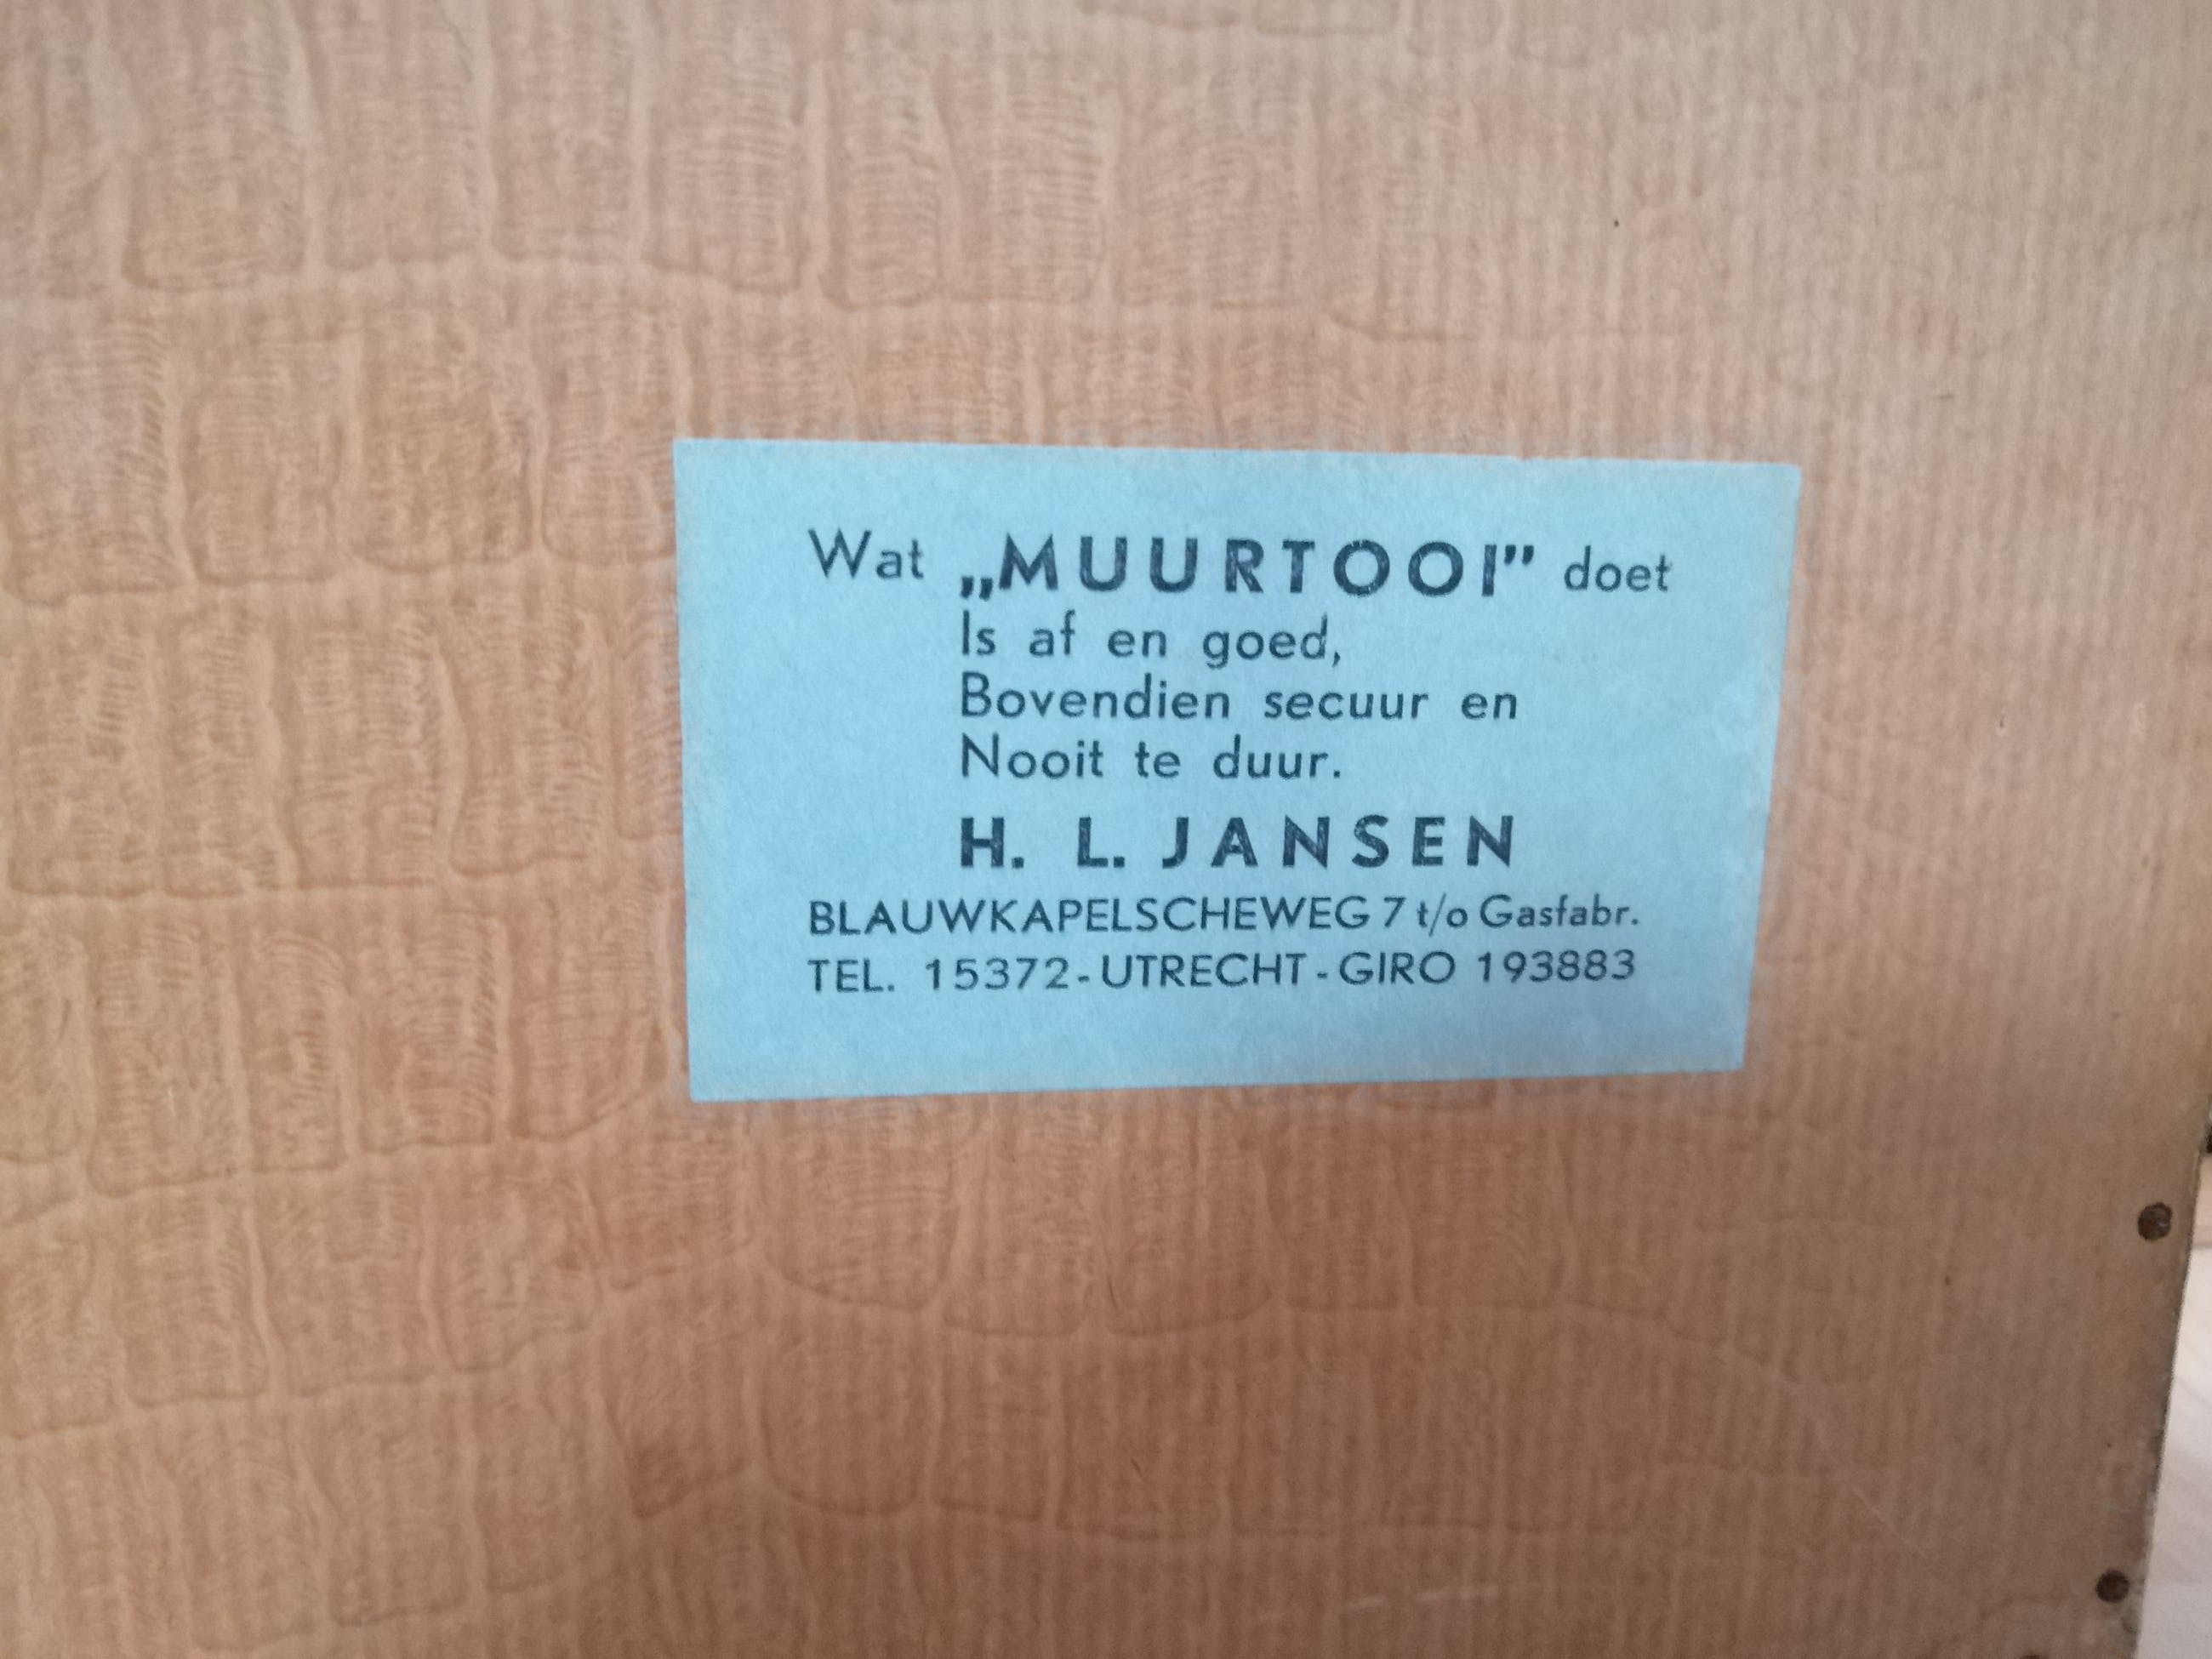 Wat „MUURTOOI” doet
Is af en goed,
Bovendien secuur en
Nooit te duur.
H. L. JANSEN
BLAUWKAPELSCHEWEG 7 t/o Gasfabr.
TEL. 15372 - UTRECHT - GIRO 193883